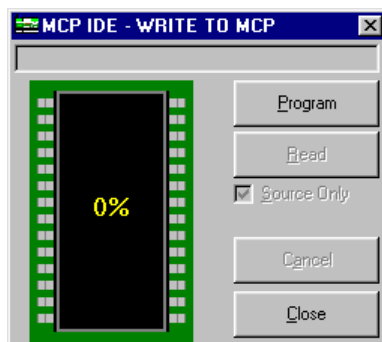 MCP IDE - WRITE TO MCP
Program
Read
Source Only
0%
Cancel
Close